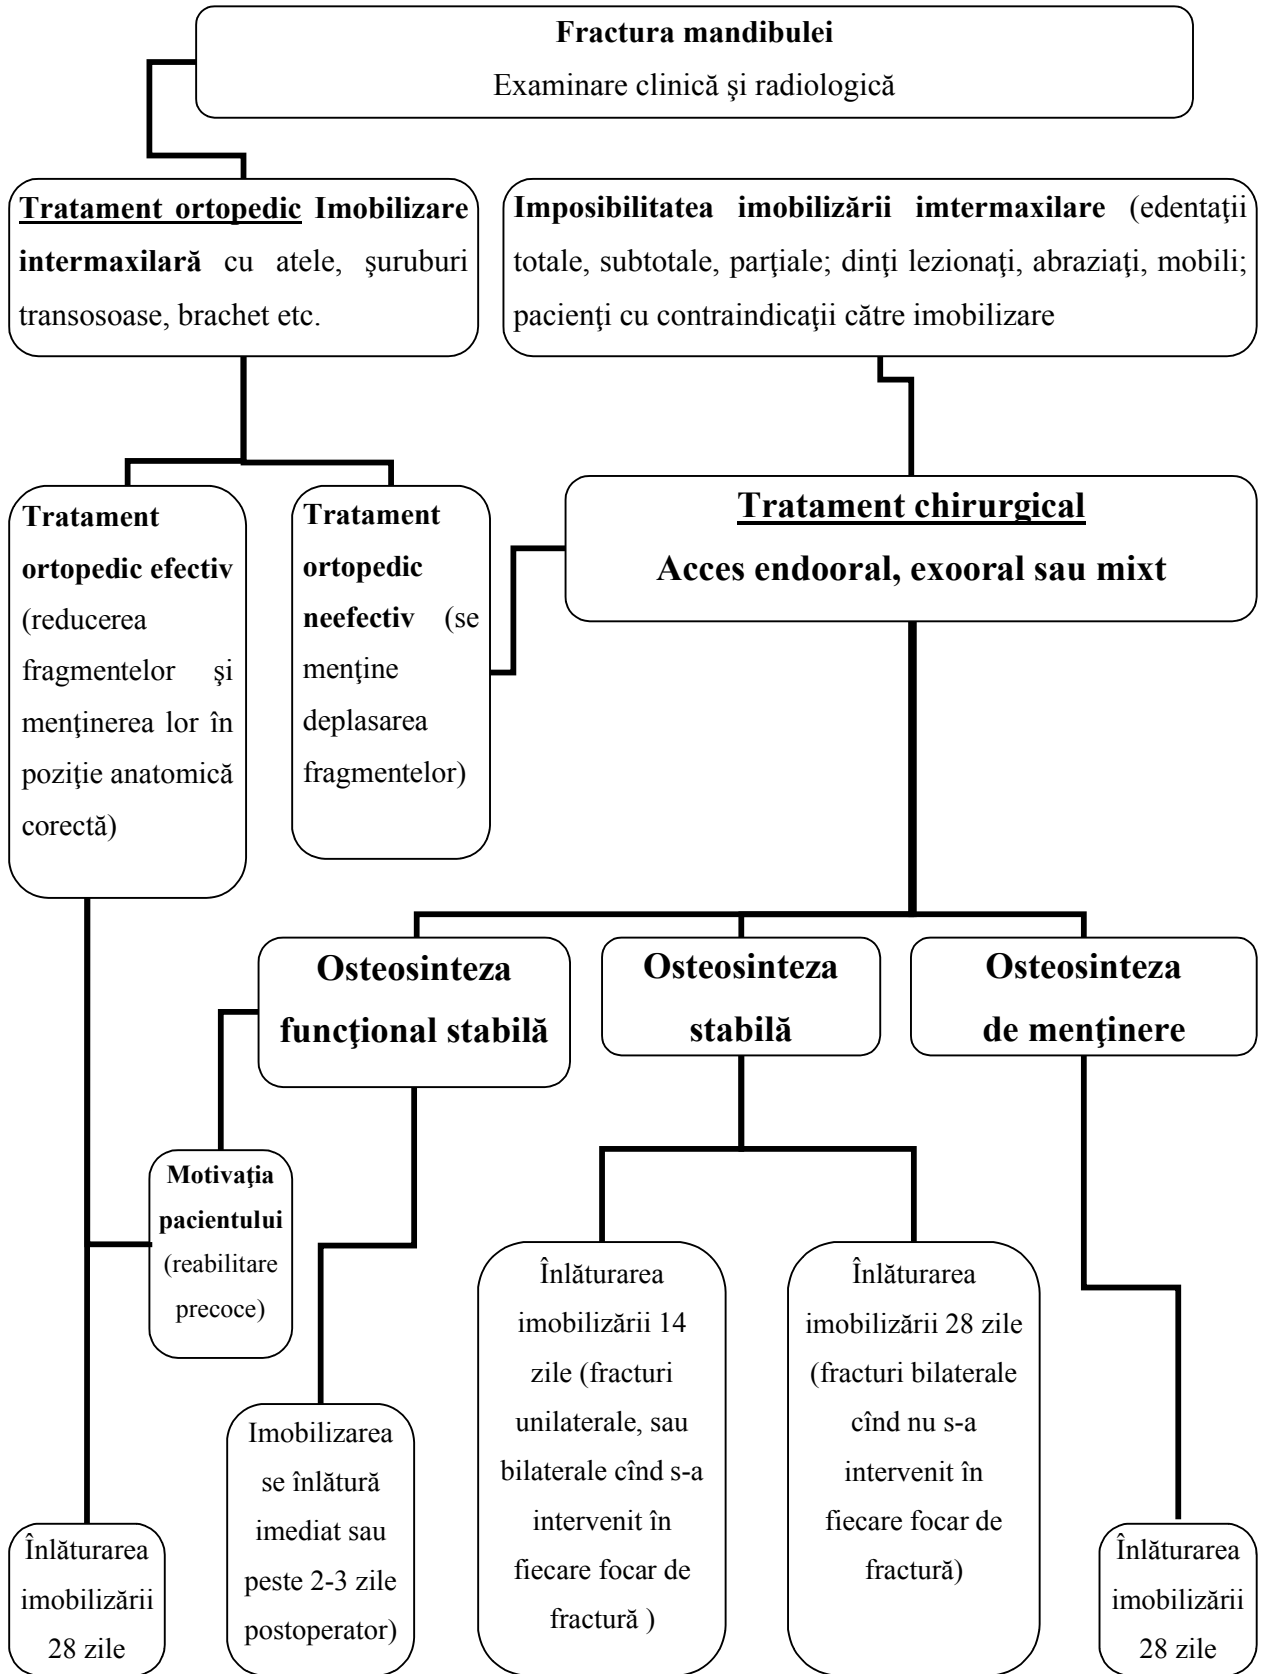 Fractura mandibulei
Examinare clinică şi radiologică
Tratament ortopedic Imobilizare
intermaxilară cu atele, şuruburi
transosoase, brachet etc.
Imposibilitatea imobilizării imtermaxilare (edentaţii
totale, subtotale, parţiale; dinţi lezionaţi, abraziaţi, mobili;
pacienţi cu contraindicaţii către imobilizare
Tratament
ortopedic efectiv
(reducerea
fragmentelor şi
menţinerea lor în
poziţie anatomică
corectă)
Tratament
ortopedic
neefectiv (se
menţine
deplasarea
fragmentelor)
Tratament chirurgical
Acces endooral, exooral sau mixt
Osteosinteza
funcţional stabilă
Osteosinteza
stabilă
Osteosinteza
de menţinere
Motivaţia
pacientului
(reabilitare
precoce)
Înlăturarea
imobilizării 28 zile
Imobilizarea
se înlătură
imediat sau
peste 2-3 zile
postoperator)
Înlăturarea
imobilizării 14
zile (fracturi
unilaterale, sau
bilaterale cînd s-a
intervenit în
fiecare focar de
fractură )
Înlăturarea
imobilizării 28 zile
(fracturi bilaterale
cînd nu s-a
intervenit în
fiecare focar de
fractură)
Înlăturarea
imobilizării
28 zile